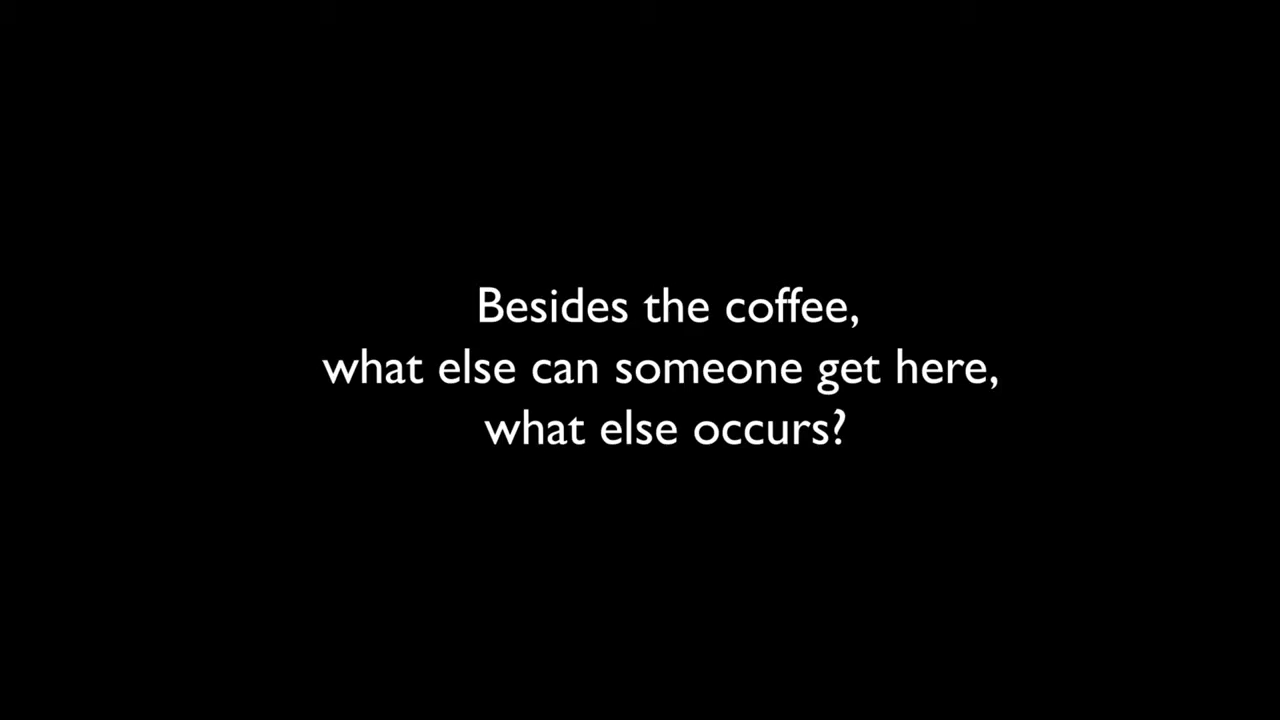 Besides the coffee,
what else can someone get here,
what else occurs?